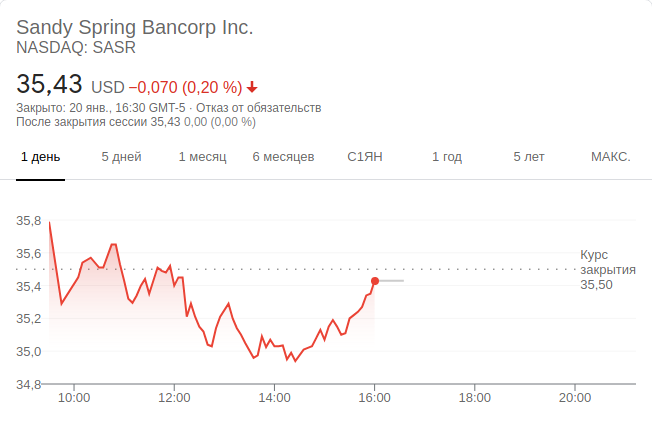 Sandy Spring Bancorp Inc.
NASDAQ: SASR
35,43 USD −0,070 (0,20 %)
Закрыто: 20 янв., 16:30 GMT-5 · Отказ от обязательств
После закрытия сессии 35,43 0,00 (0,00 %)
1 день 5 дней 1 месяц 6 месяцев С1ЯН 1 год 5 лет МАКС.
35,8
35,6
35,4
35,2
35,0
34,8
Курс
закрытия
35,50
10:00 12:00 14:00 16:00 18:00 20:00